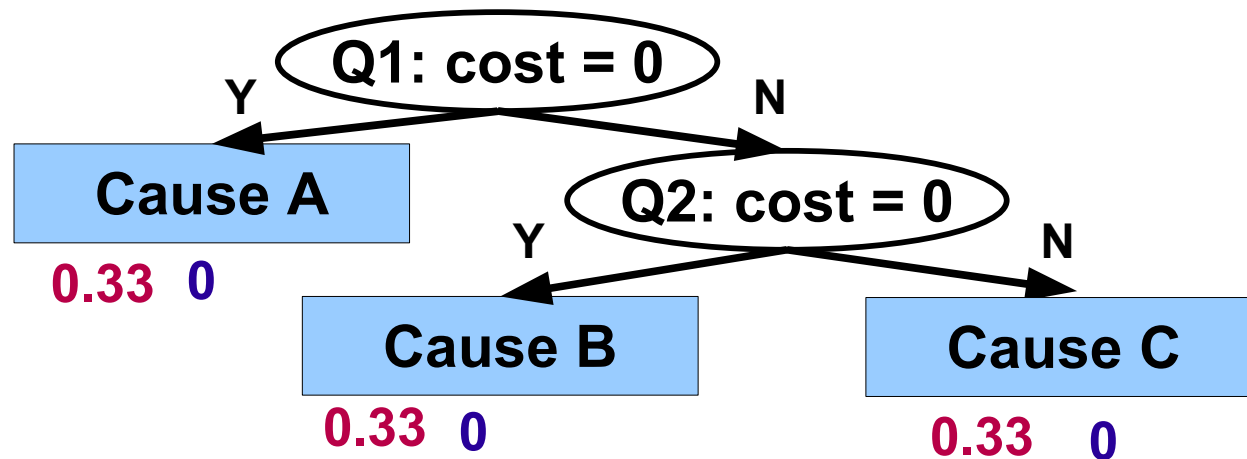 Q1: cost = 0
Y
N
Cause A
Q2: cost = 0
0.33 0
Y
N
Cause B
Cause C
0.33 0
0.33 0